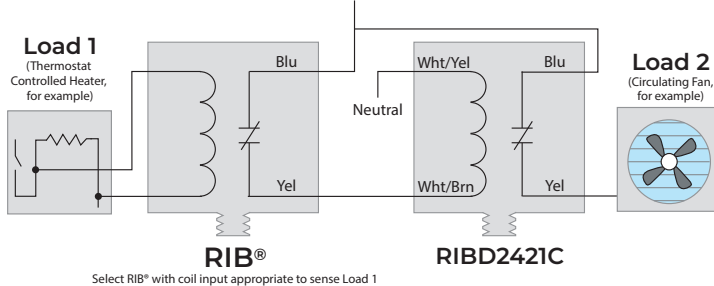 Load 1
(Thermostat
Controlled Heater,
for example)
Blu
Yel
RIB®
Select RIB® with coil input appropriate to sense Load 1
Wht/Yel
Neutral
Wht/Brn
Blu
Yel
RIBD2421C
Load 2
(Circulating Fan,
for example)